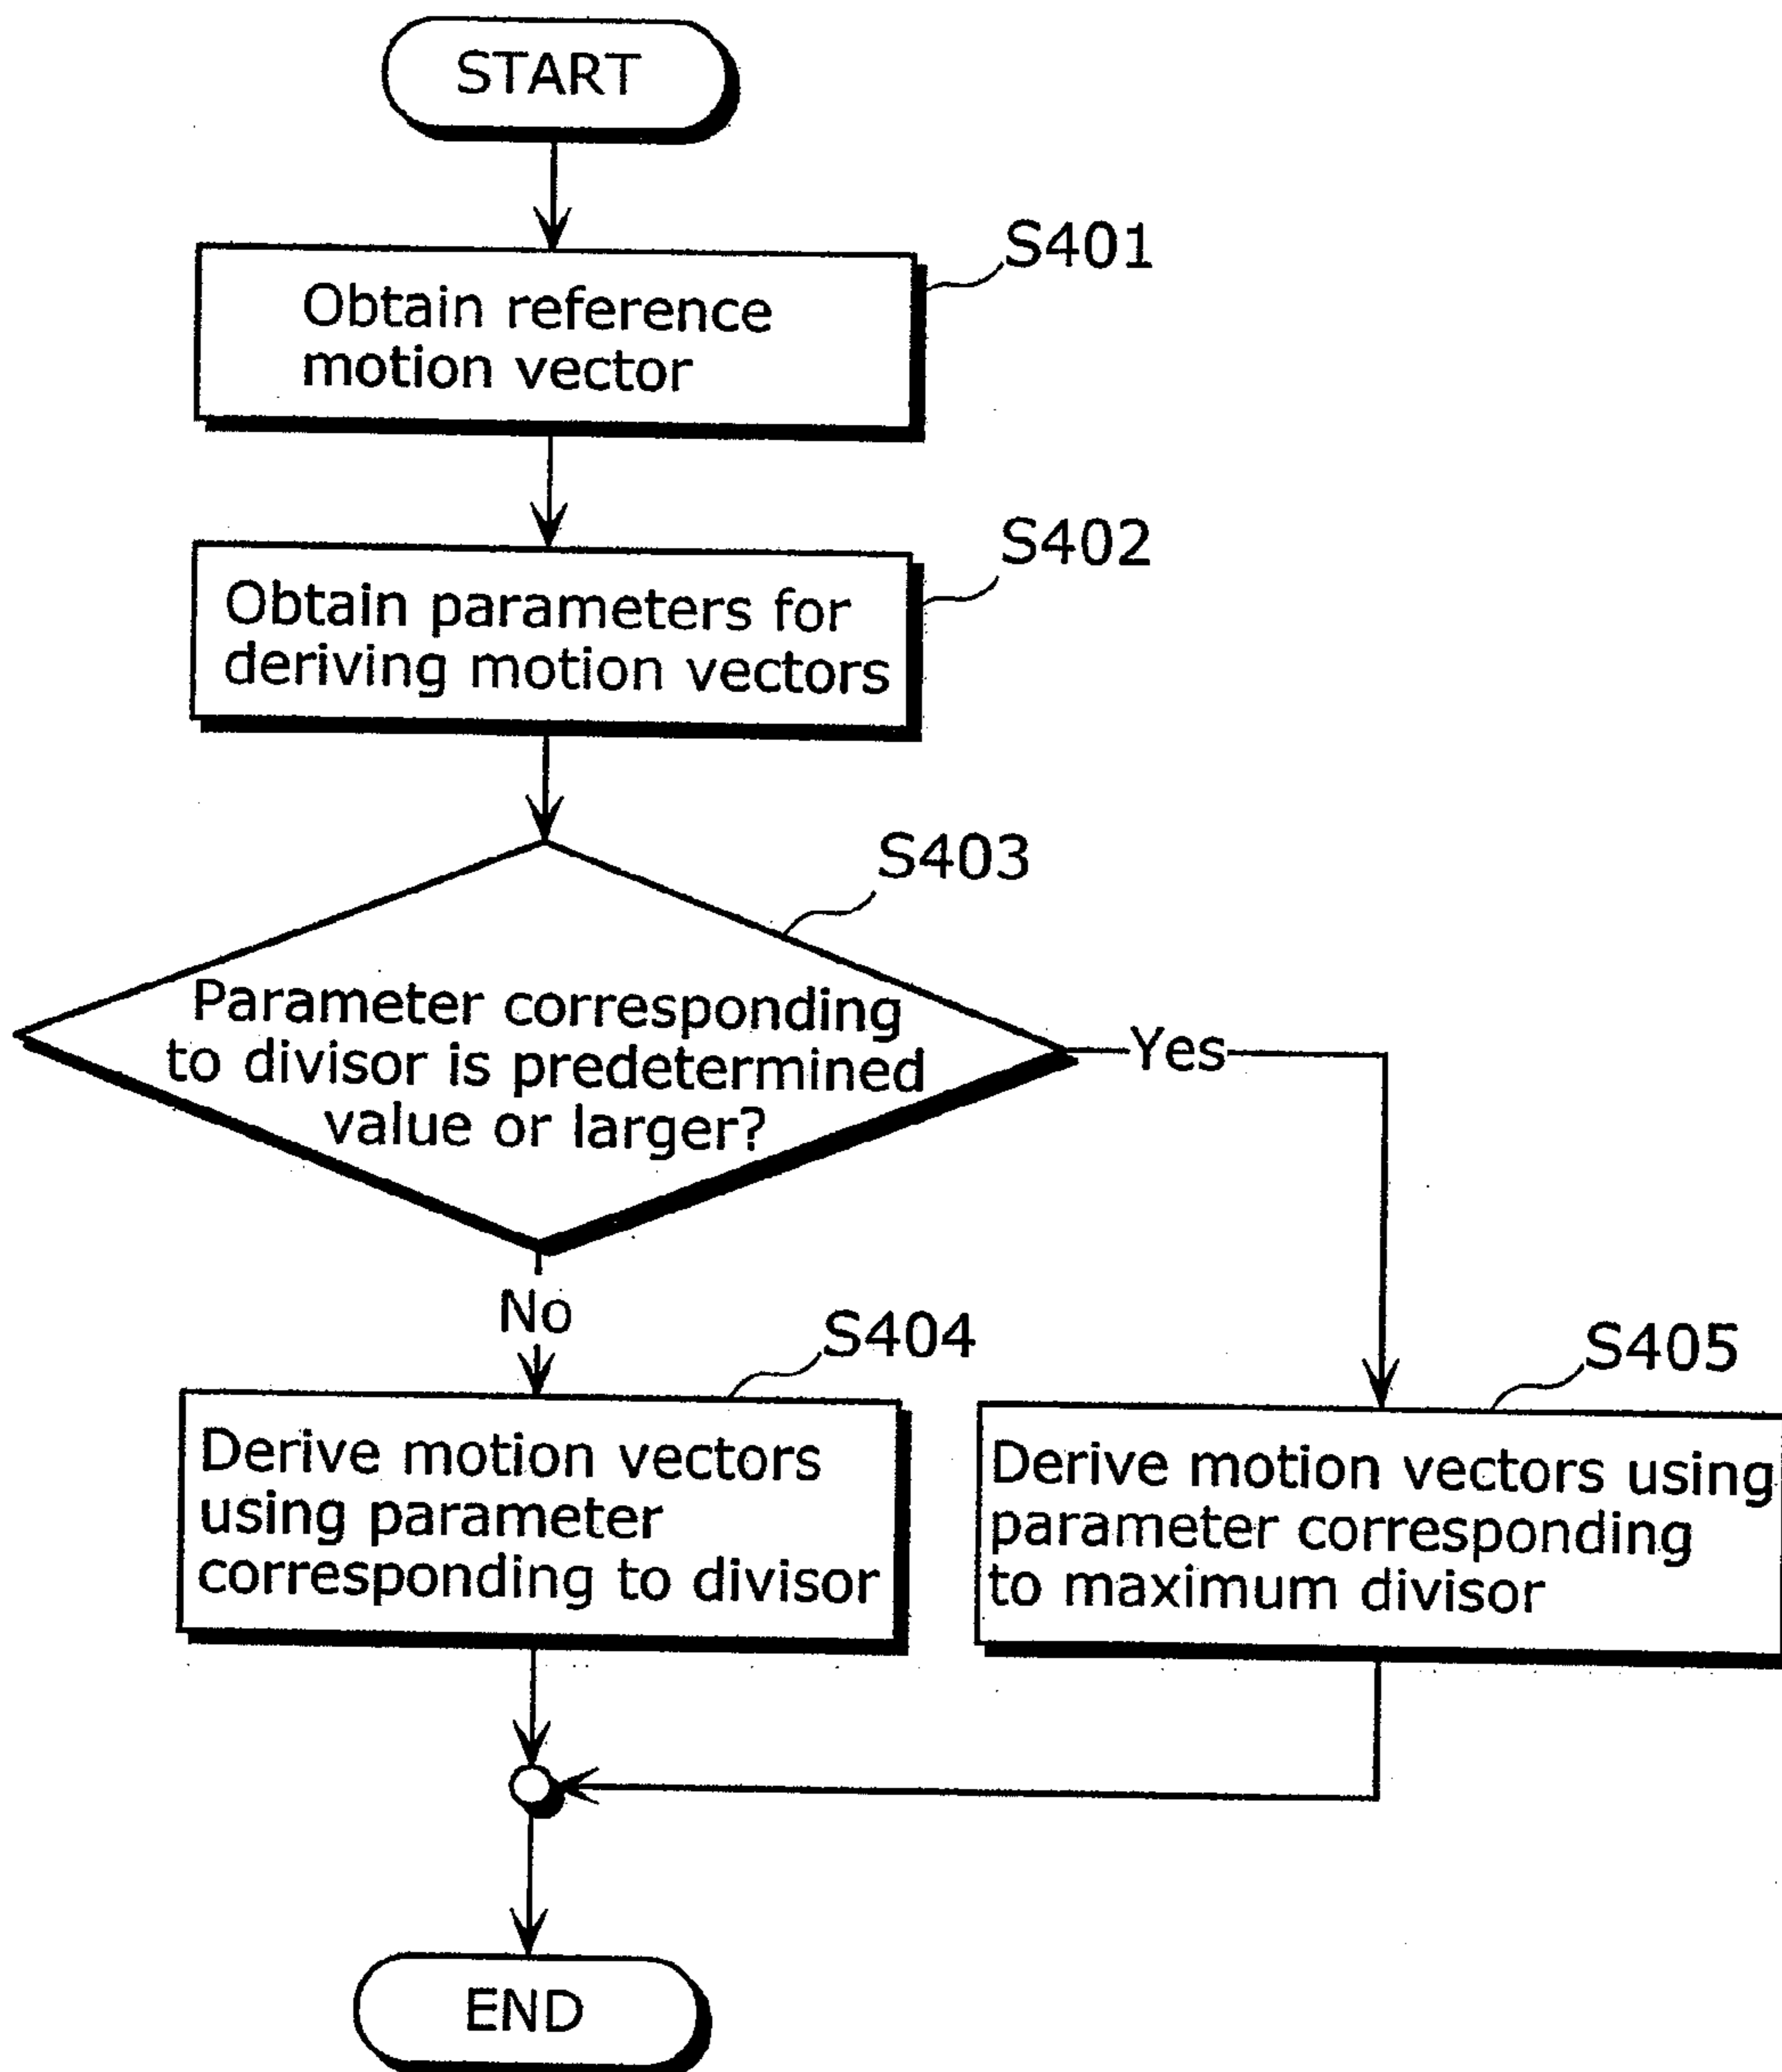 START
S401
Obtain reference
motion vector
S402
Obtain parameters for
deriving motion vectors
S403
Parameter corresponding
to divisor is predetermined
value or larger?
Yes
No
S404
Derive motion vectors
using parameter
corresponding to divisor
S405
Derive motion vectors using
parameter corresponding
to maximum divisor
END